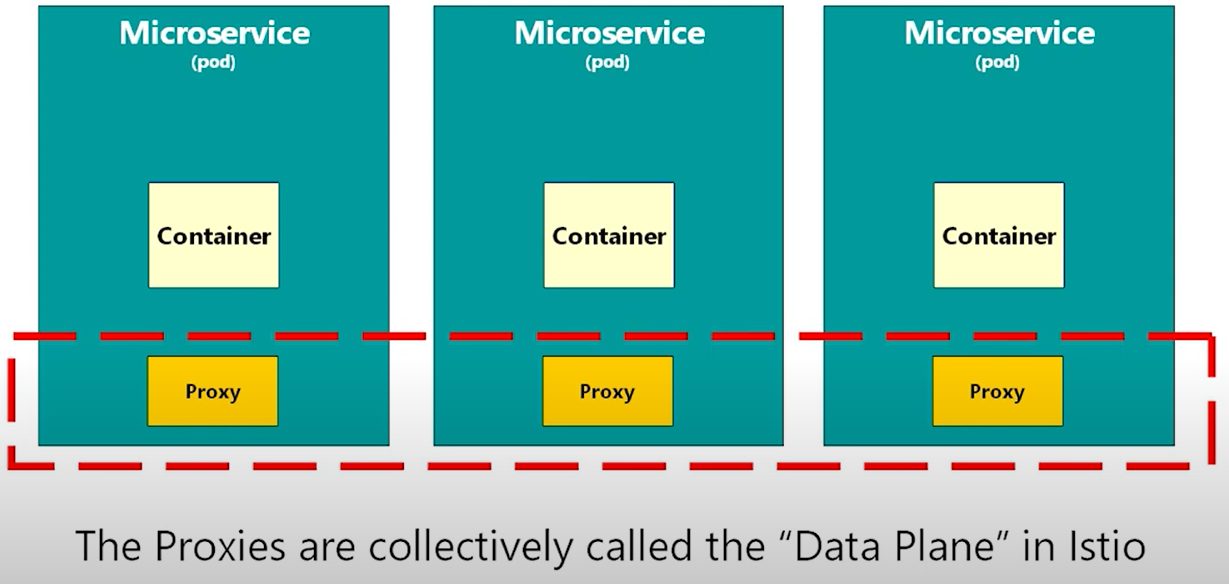 Microservice
(pod)
Container
Proxy
Microservice
(pod)
Container
Proxy
Microservice
(pod)
Container
Proxy
The Proxies are collectively called the “Data Plane” in Istio